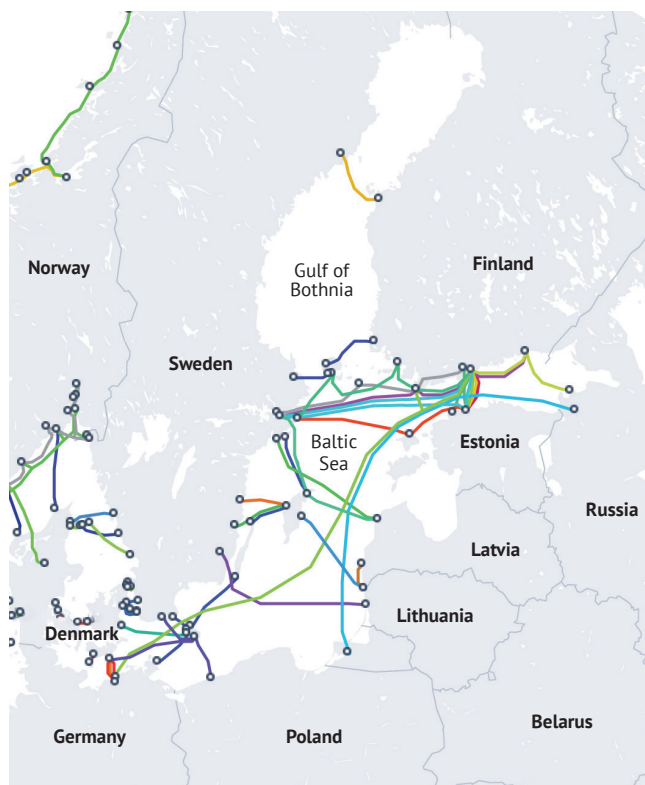 Norway
Gulf of
Bothnia
Finland
Sweden
Baltic
Sea
Estonia
Russia
Latvia
Lithuania
Denmark
Belarus
Germany
Poland